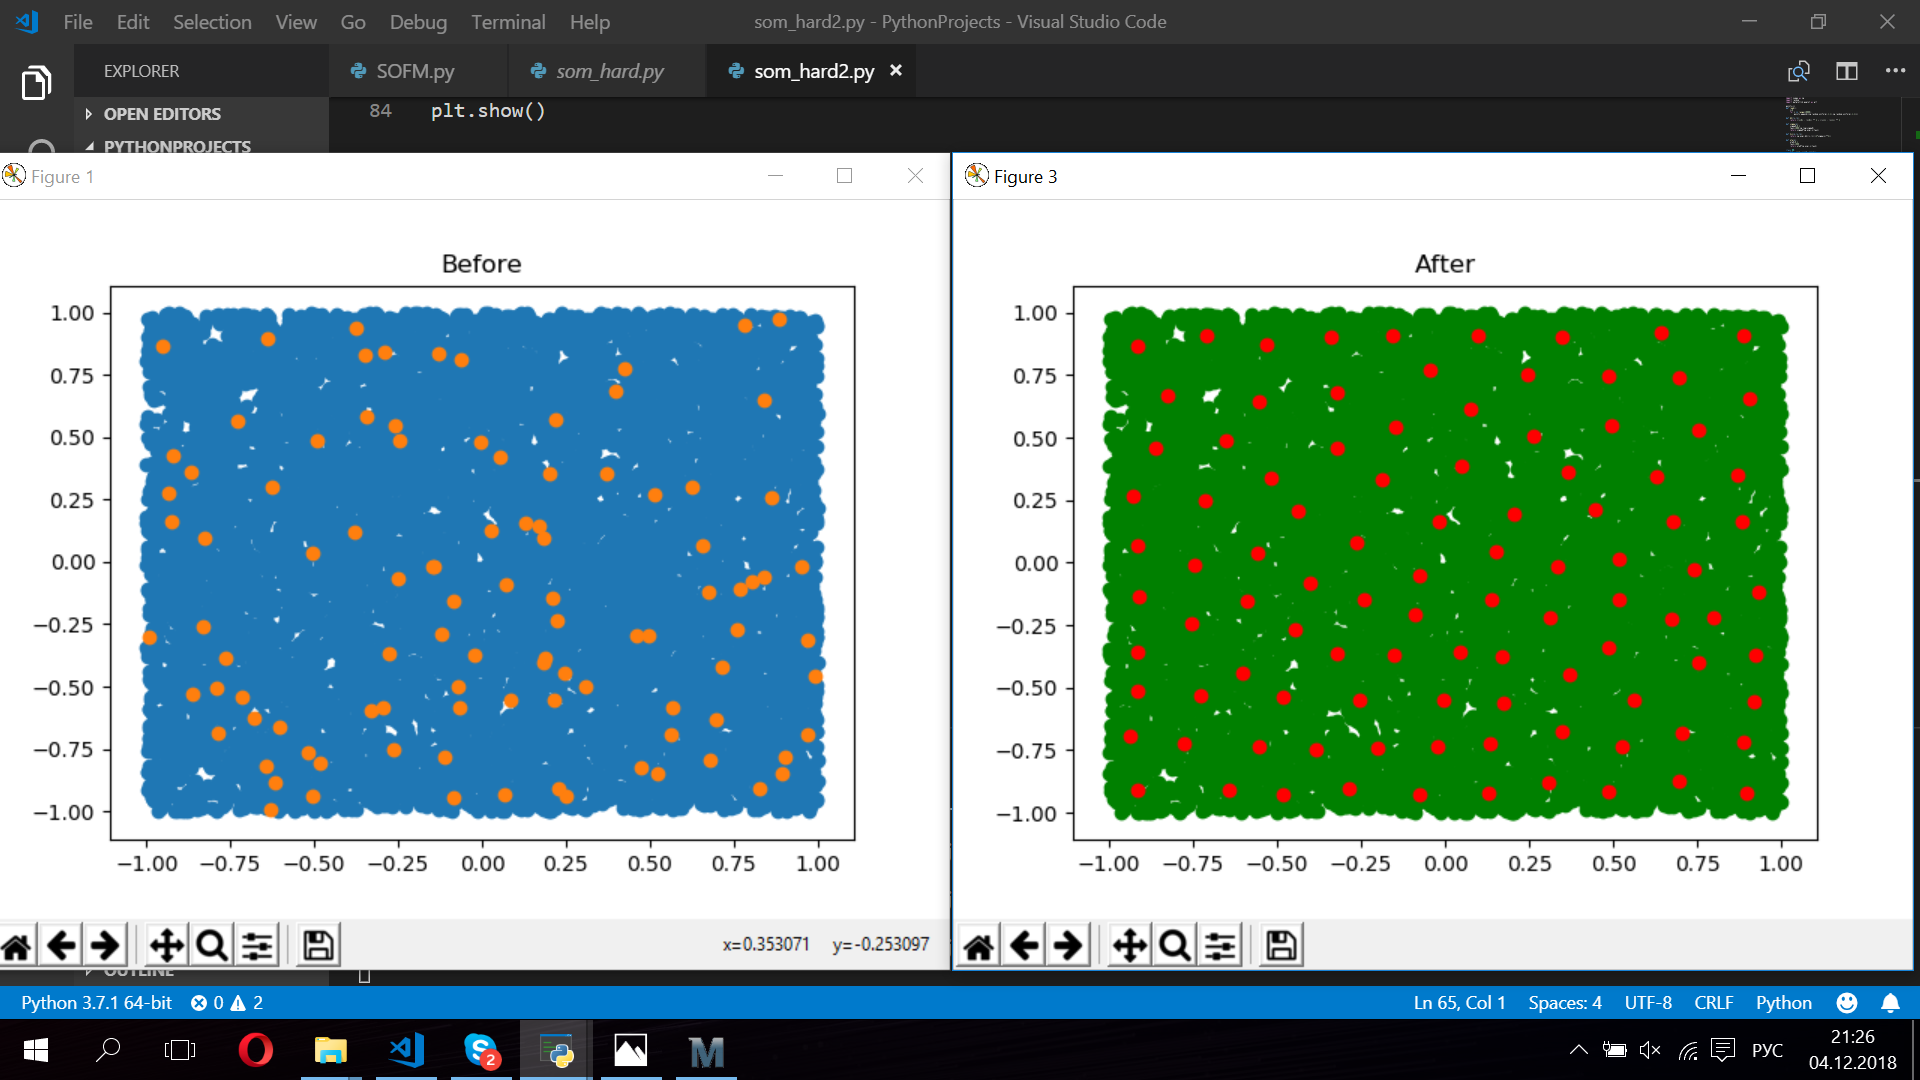 File Edit Selection View Go Debug Terminal Help som_hard2.py - PythonProjects - Visual Studio Code
EXPLORER SOFM.py som_hard.py som_hard2.py
OPEN EDITORS 84 plt.show()
PYTHONPROJECTS
Figure 1
Before
1.00
0.75
0.50
0.25
0.00
−0.25
−0.50
−0.75
−1.00
−1.00 −0.75 −0.50 −0.25 0.00 0.25 0.50 0.75 1.00
x=0.353071 y=-0.253097
Figure 3
After
1.00
0.75
0.50
0.25
0.00
−0.25
−0.50
−0.75
−1.00
−1.00 −0.75 −0.50 −0.25 0.00 0.25 0.50 0.75 1.00
OUTLINE
Python 3.7.1 64-bit 0 2 Ln 65, Col 1 Spaces: 4 UTF-8 CRLF Python
2
РУС
21:26
04.12.2018